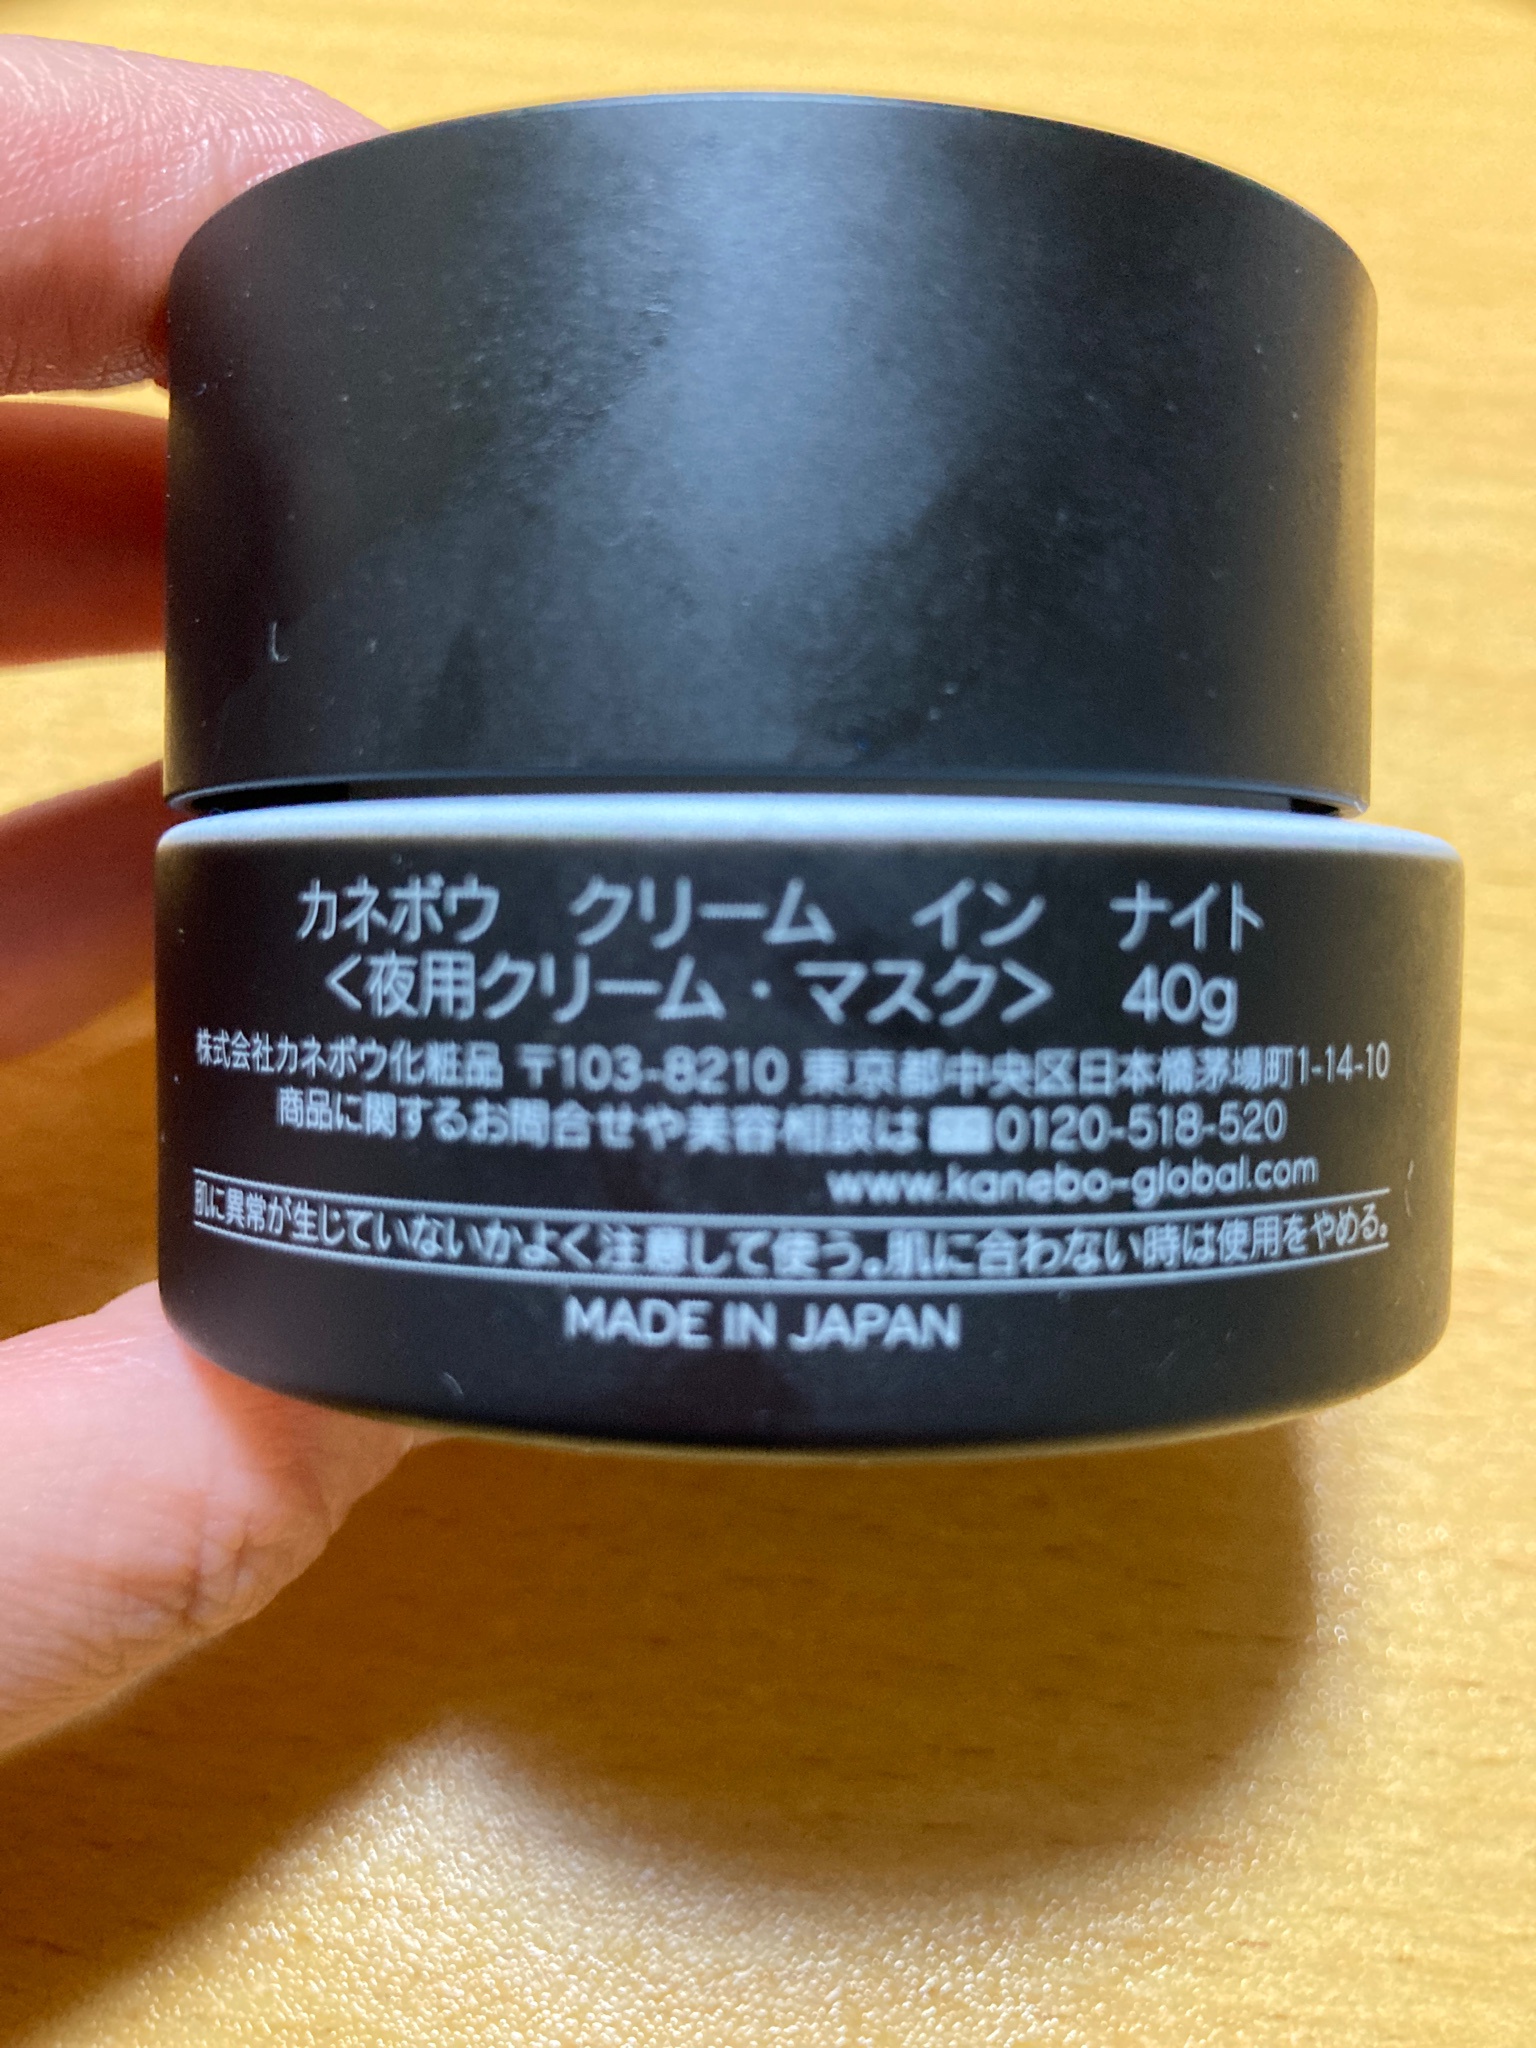 カネボウ クリーム イン ナイト
<夜用クリーム・マスク> 40g
株式会社カネボウ化粧品 〒103-8210 東京都中央区日本橋茅場町1-14-10
商品に関するお問合せや美容相談は 0120-518-520
www.kanebo-global.com
肌に異常が生じていないかよく注意して使う。肌に合わない時は使用をやめる。
MADE IN JAPAN